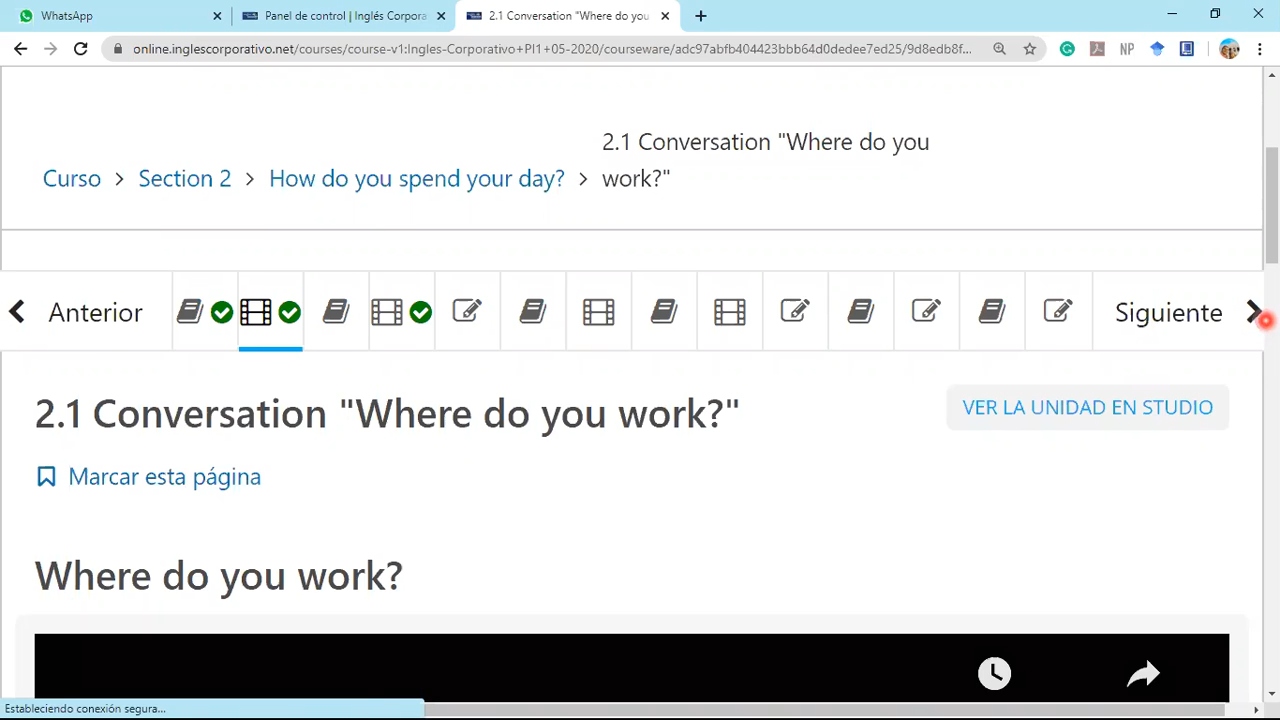 WhatsApp
Panel de control | Inglés Corpora
2.1 Conversation "Where do you
online.inglescorporativo.net/courses/course-v1:Ingles-Corporativo+PI1+05-2020/courseware/adc97abfb404423bbb64d0dedee7ed25/9d8edb8f...
NP
2.1 Conversation "Where do you
Curso > Section 2 > How do you spend your day? > work?"
Anterior
Siguiente
2.1 Conversation "Where do you work?"
VER LA UNIDAD EN STUDIO
Marcar esta página
Where do you work?
Estableciendo conexión segura...